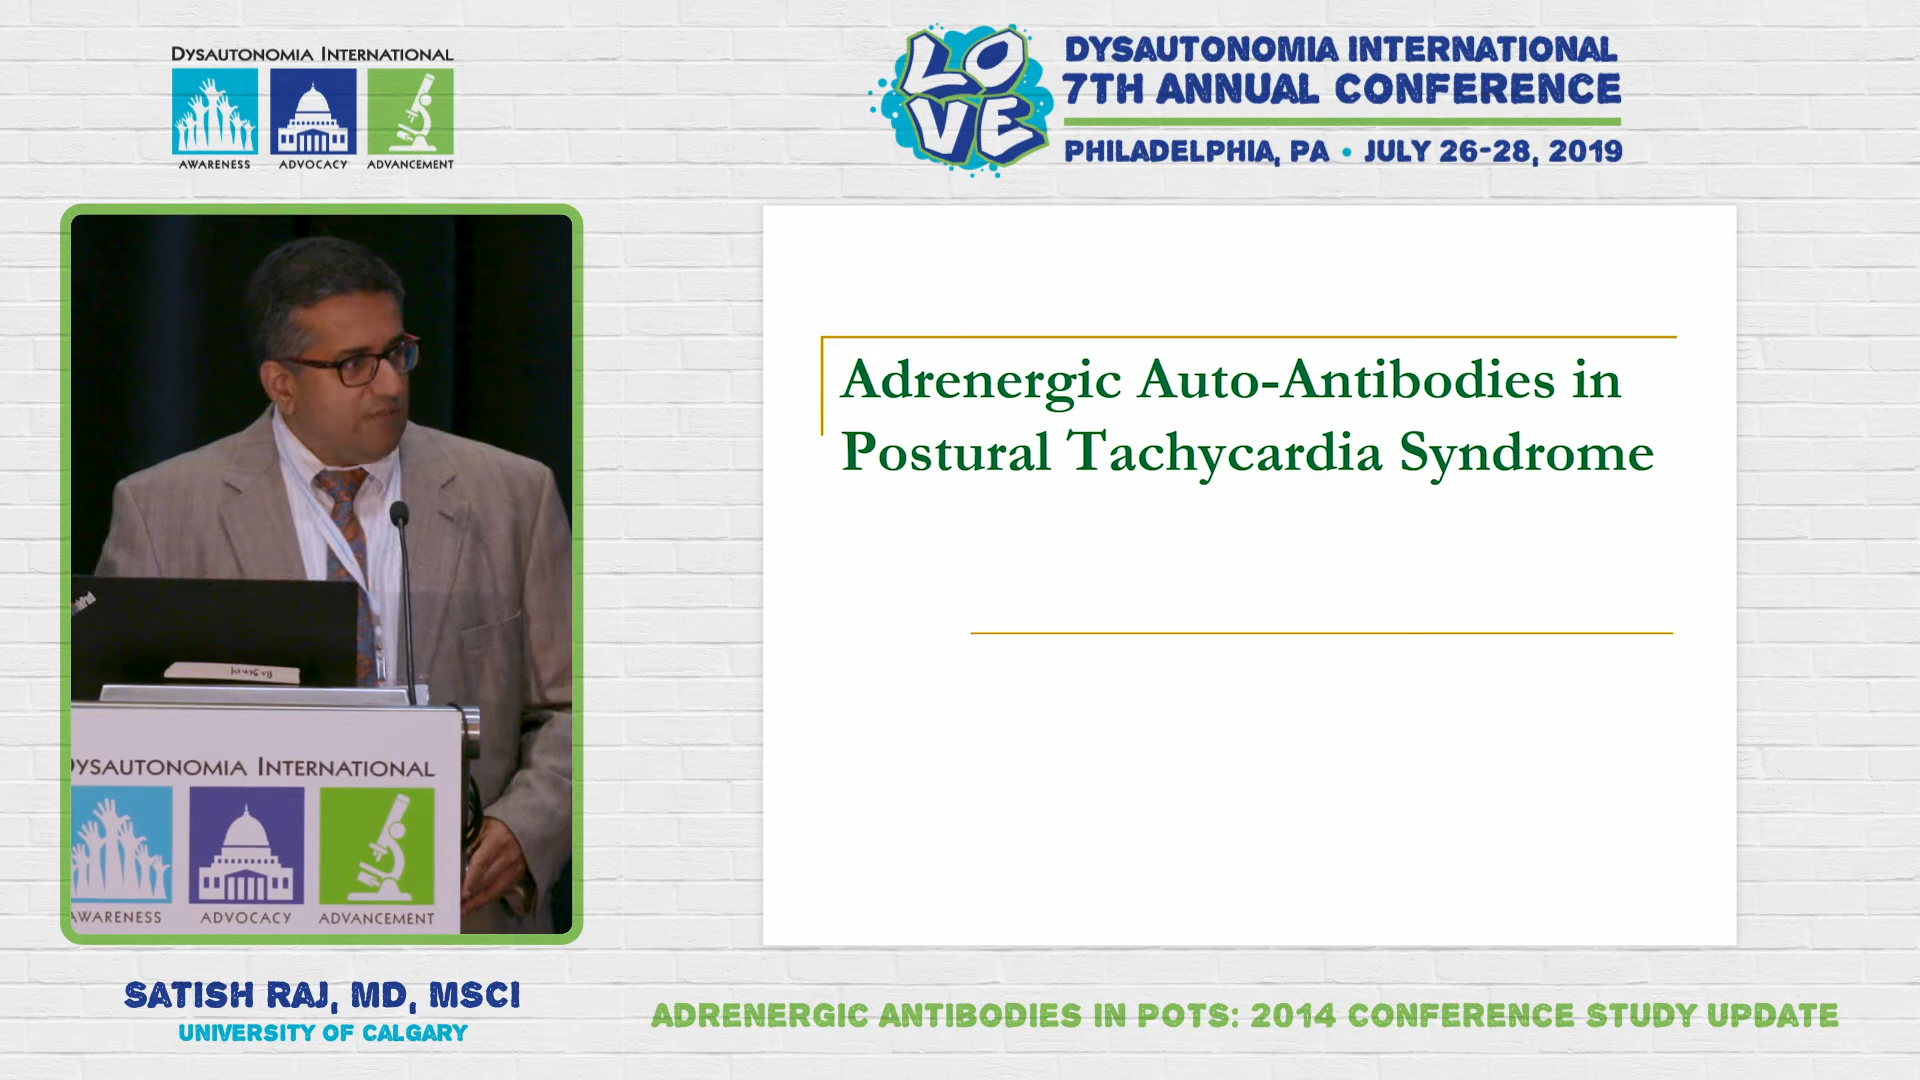 DYSAUTONOMIA INTERNATIONAL
AWARENESS ADVOCACY ADVANCEMENT
LOVE
DYSAUTONOMIA INTERNATIONAL
7TH ANNUAL CONFERENCE
PHILADELPHIA, PA • JULY 26-28, 2019
Adrenergic Auto-Antibodies in
Postural Tachycardia Syndrome
YSAUTONOMIA INTERNATIONAL
AWARENESS ADVOCACY ADVANCEMENT
SATISH RAJ, MD, MSCI
UNIVERSITY OF CALGARY
ADRENERGIC ANTIBODIES IN POTS: 2014 CONFERENCE STUDY UPDATE